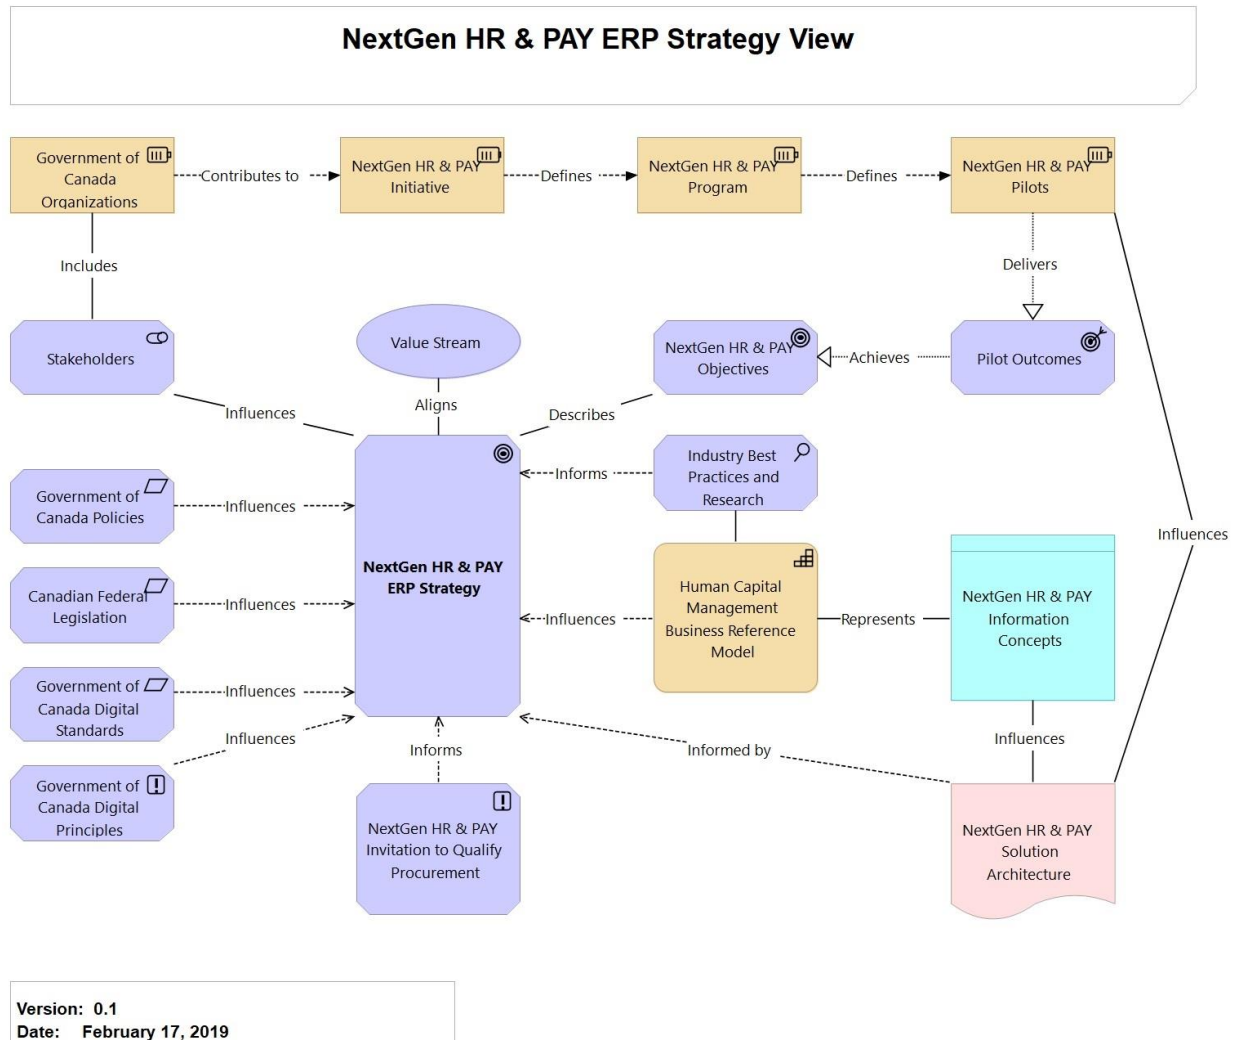 NextGen HR & PAY ERP Strategy View
Government of
Canada
Organizations
Contributes to
NextGen HR & PAY
Initiative
Defines
NextGen HR & PAY
Program
Defines
NextGen HR & PAY
Pilots
Includes
Delivers
Stakeholders
Value Stream
NextGen HR & PAY
Objectives
Achieves
Pilot Outcomes
Influences
Aligns
Describes
Government of
Canada Policies
Influences
Informs
Industry Best
Practices and
Research
Influences
Canadian Federal
Legislation
Influences
NextGen HR & PAY
ERP Strategy
Influences
Human Capital
Management
Business Reference
Model
Represents
NextGen HR & PAY
Information
Concepts
Government of
Canada Digital
Standards
Influences
Influences
Informs
Informed by
Influences
Government of
Canada Digital
Principles
NextGen HR & PAY
Invitation to Qualify
Procurement
NextGen HR & PAY
Solution
Architecture
Version: 0.1
Date: February 17, 2019